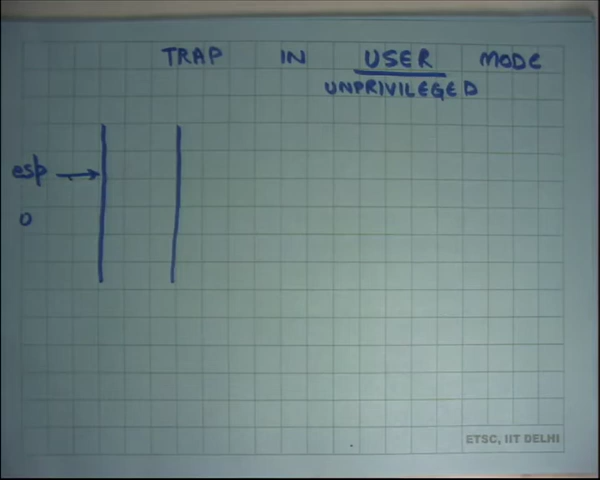 TRAP IN USER MODE
UNPRIVILEGED
esp
0
ETSC, IIT DELHI